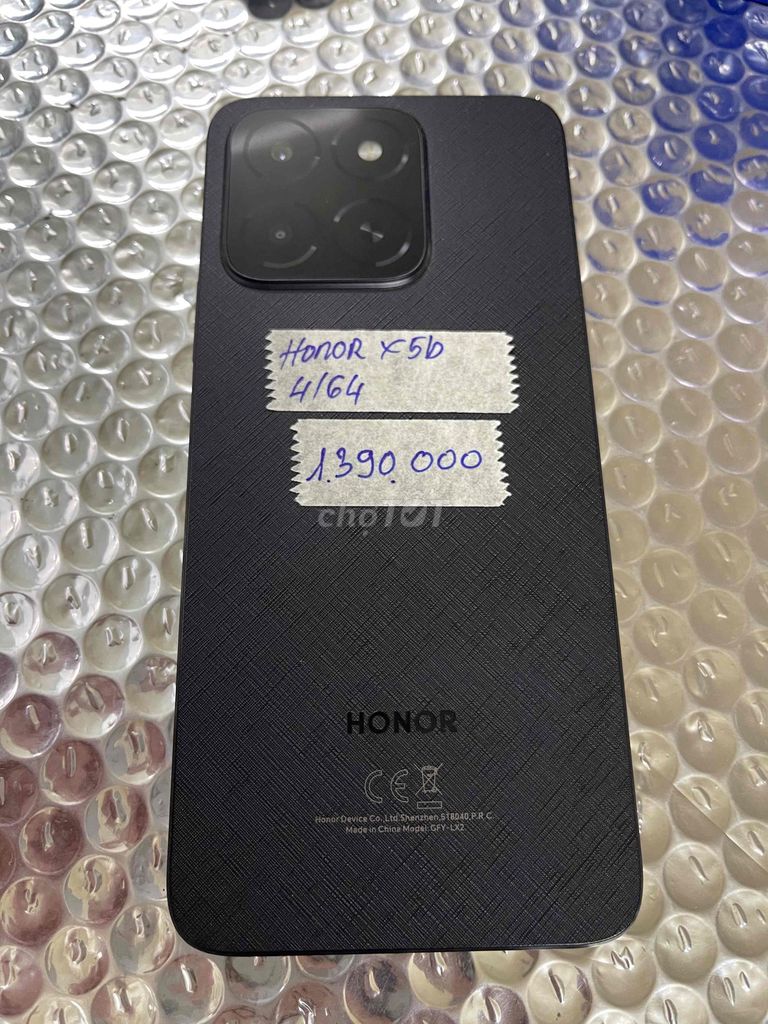 HONOR x5b
4/64
1.390.000
chợTỐT
HONOR
CE
Honor Device Co.,Ltd.Shenzhen,518040,P.R.C.
Made in China Model: GFY-LX2